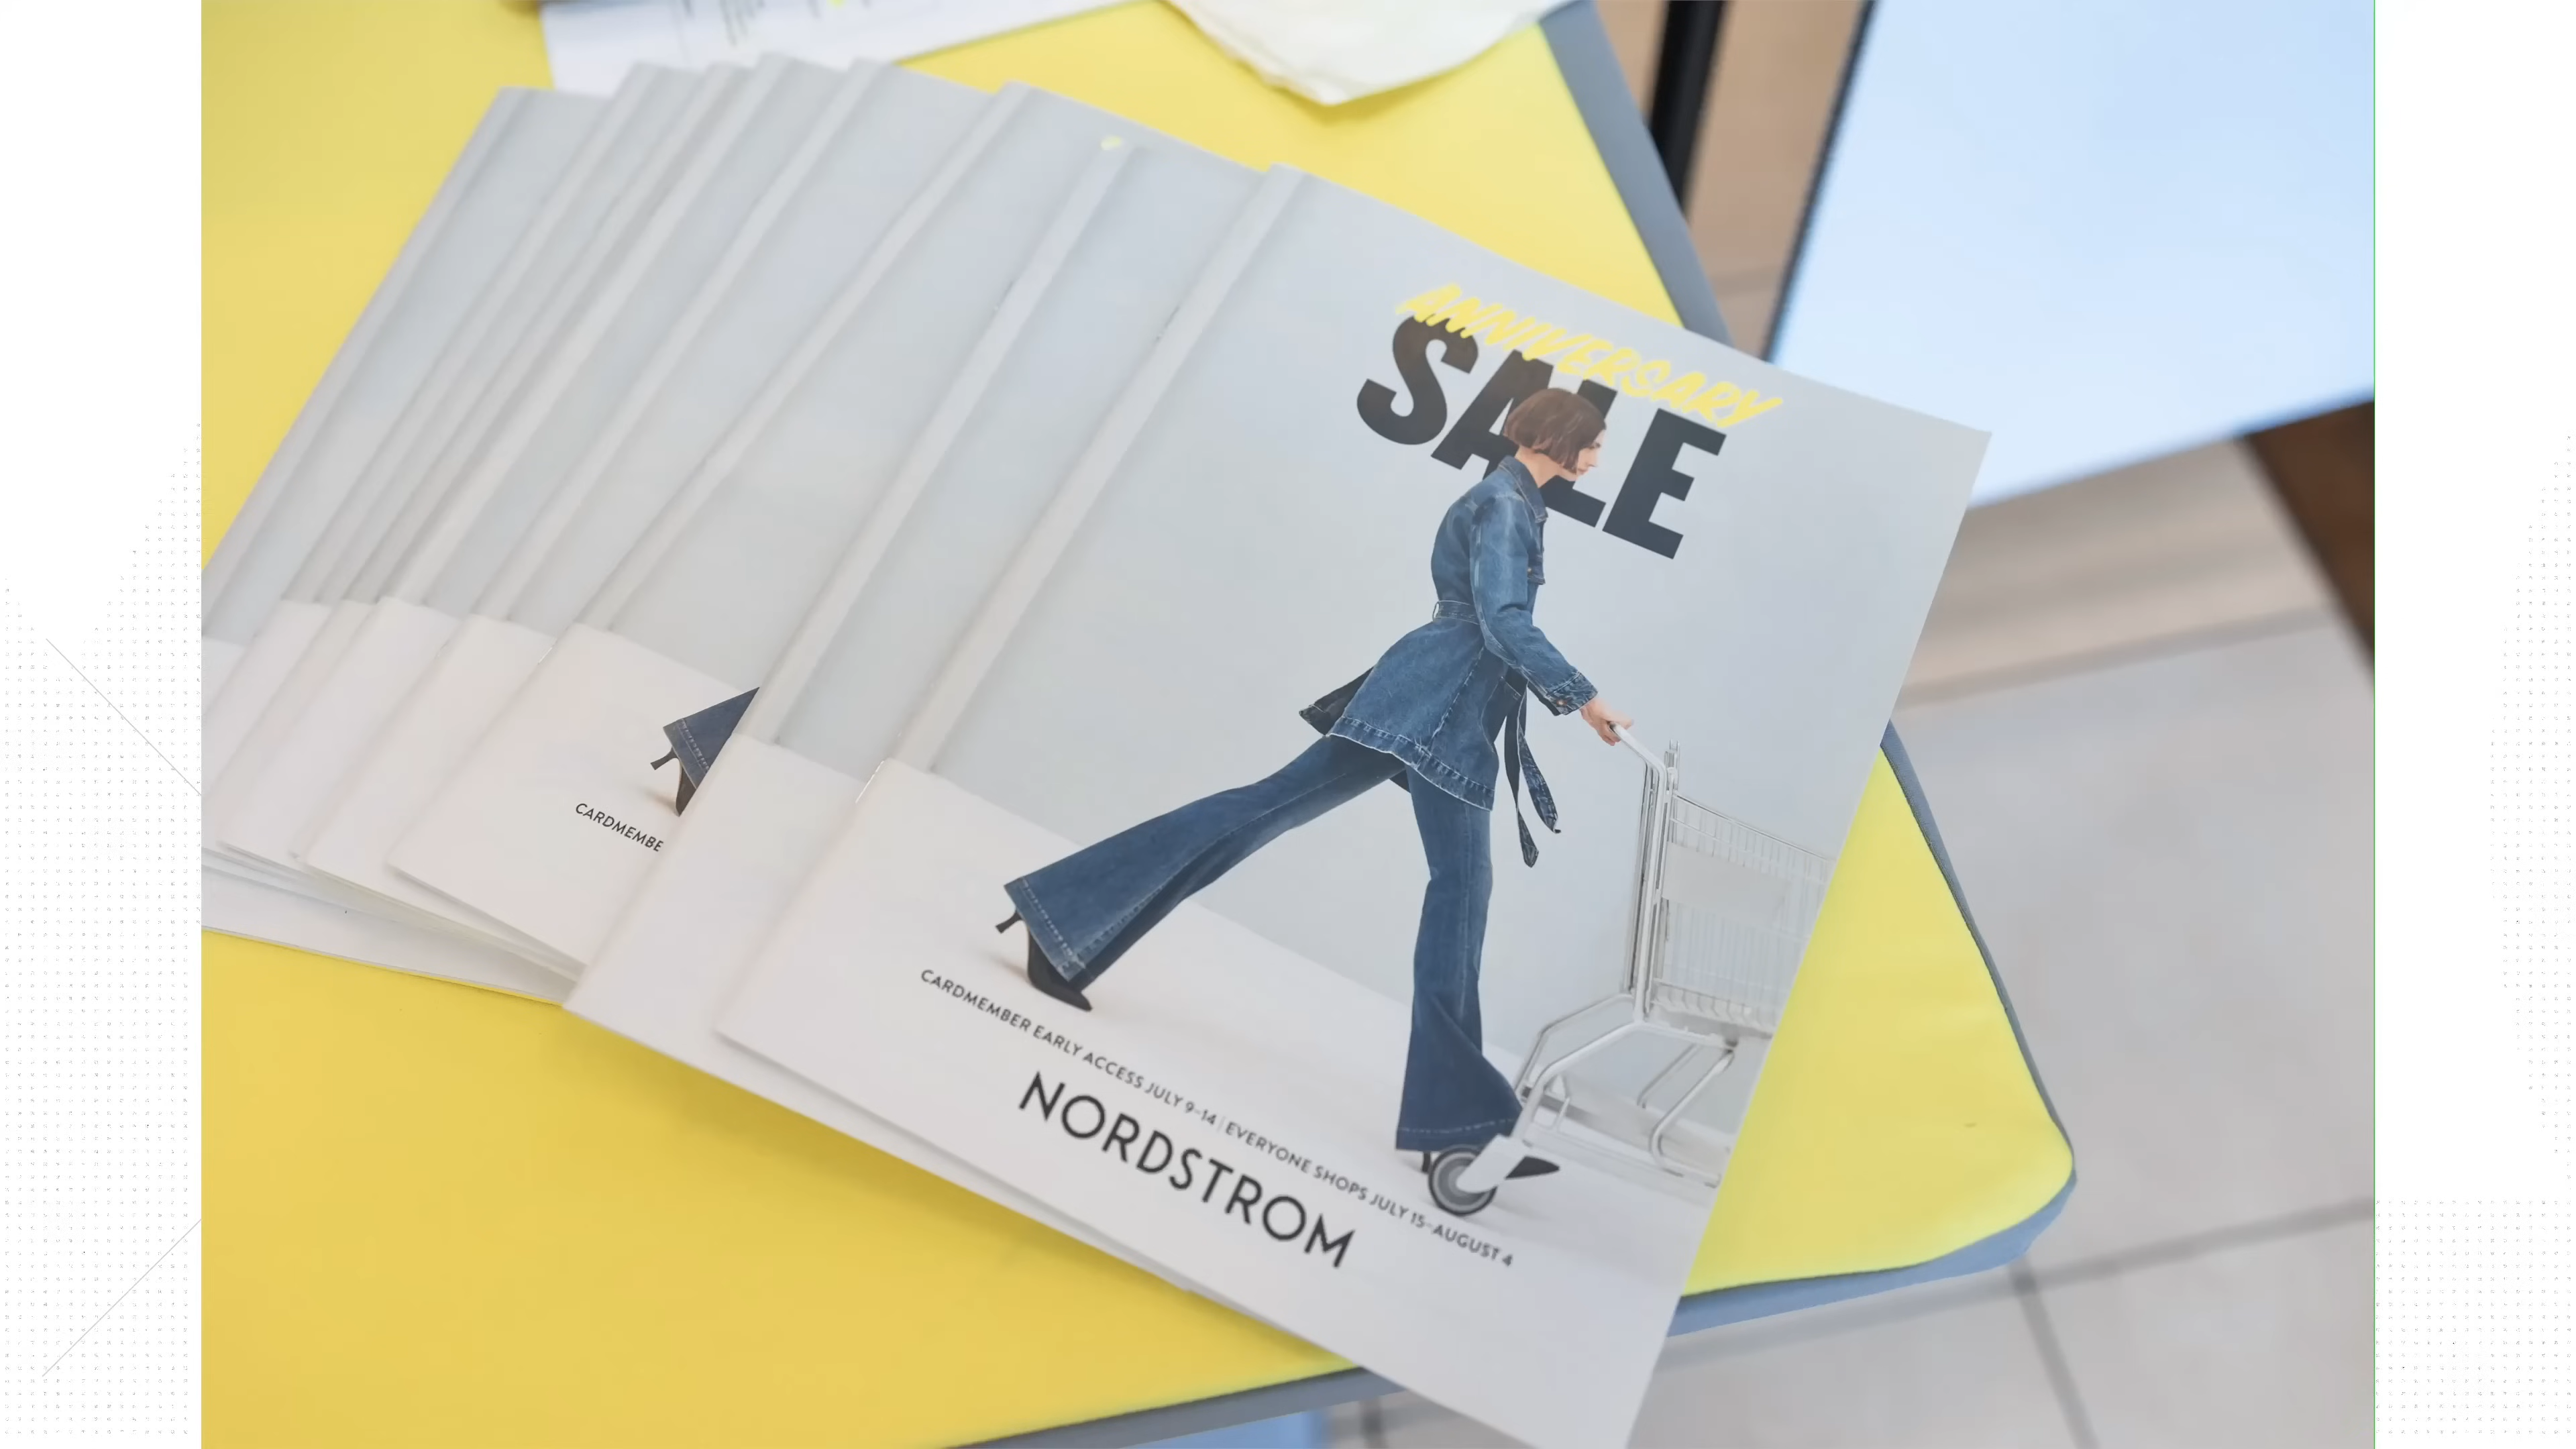 ANNIVERSARY
SALE
CARDMEMBE
CARDMEMBER EARLY ACCESS JULY 9–14 | EVERYONE SHOPS JULY 15–AUGUST 4
NORDSTROM